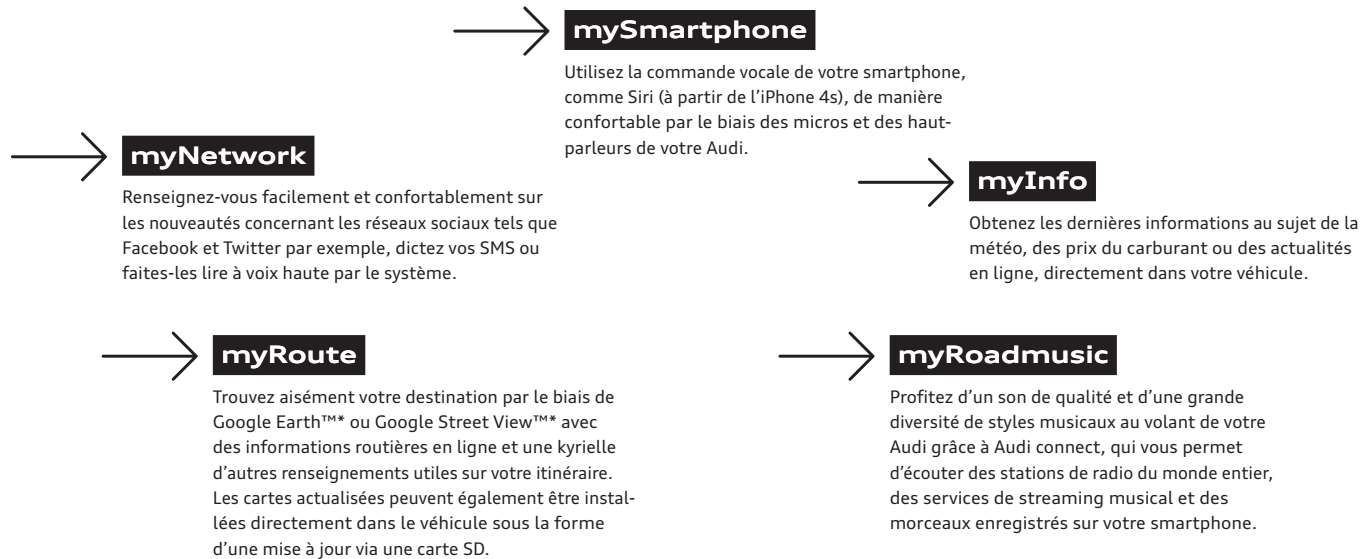 mySmartphone
Utilisez la commande vocale de votre smartphone,
comme Siri (à partir de l'iPhone 4s), de manière
confortable par le biais des micros et des haut-
parleurs de votre Audi.
myNetwork
Renseignez-vous facilement et confortablement sur
les nouveautés concernant les réseaux sociaux tels que
Facebook et Twitter par exemple, dictez vos SMS ou
faites-les lire à voix haute par le système.
myInfo
Obtenez les dernières informations au sujet de la
météo, des prix du carburant ou des actualités
en ligne, directement dans votre véhicule.
myRoute
Trouvez aisément votre destination par le biais de
Google Earth™* ou Google Street View™* avec
des informations routières en ligne et une kyrielle
d'autres renseignements utiles sur votre itinéraire.
Les cartes actualisées peuvent également être instal-
lées directement dans le véhicule sous la forme
d'une mise à jour via une carte SD.
myRoadmusic
Profitez d'un son de qualité et d'une grande
diversité de styles musicaux au volant de votre
Audi grâce à Audi connect, qui vous permet
d'écouter des stations de radio du monde entier,
des services de streaming musical et des
morceaux enregistrés sur votre smartphone.